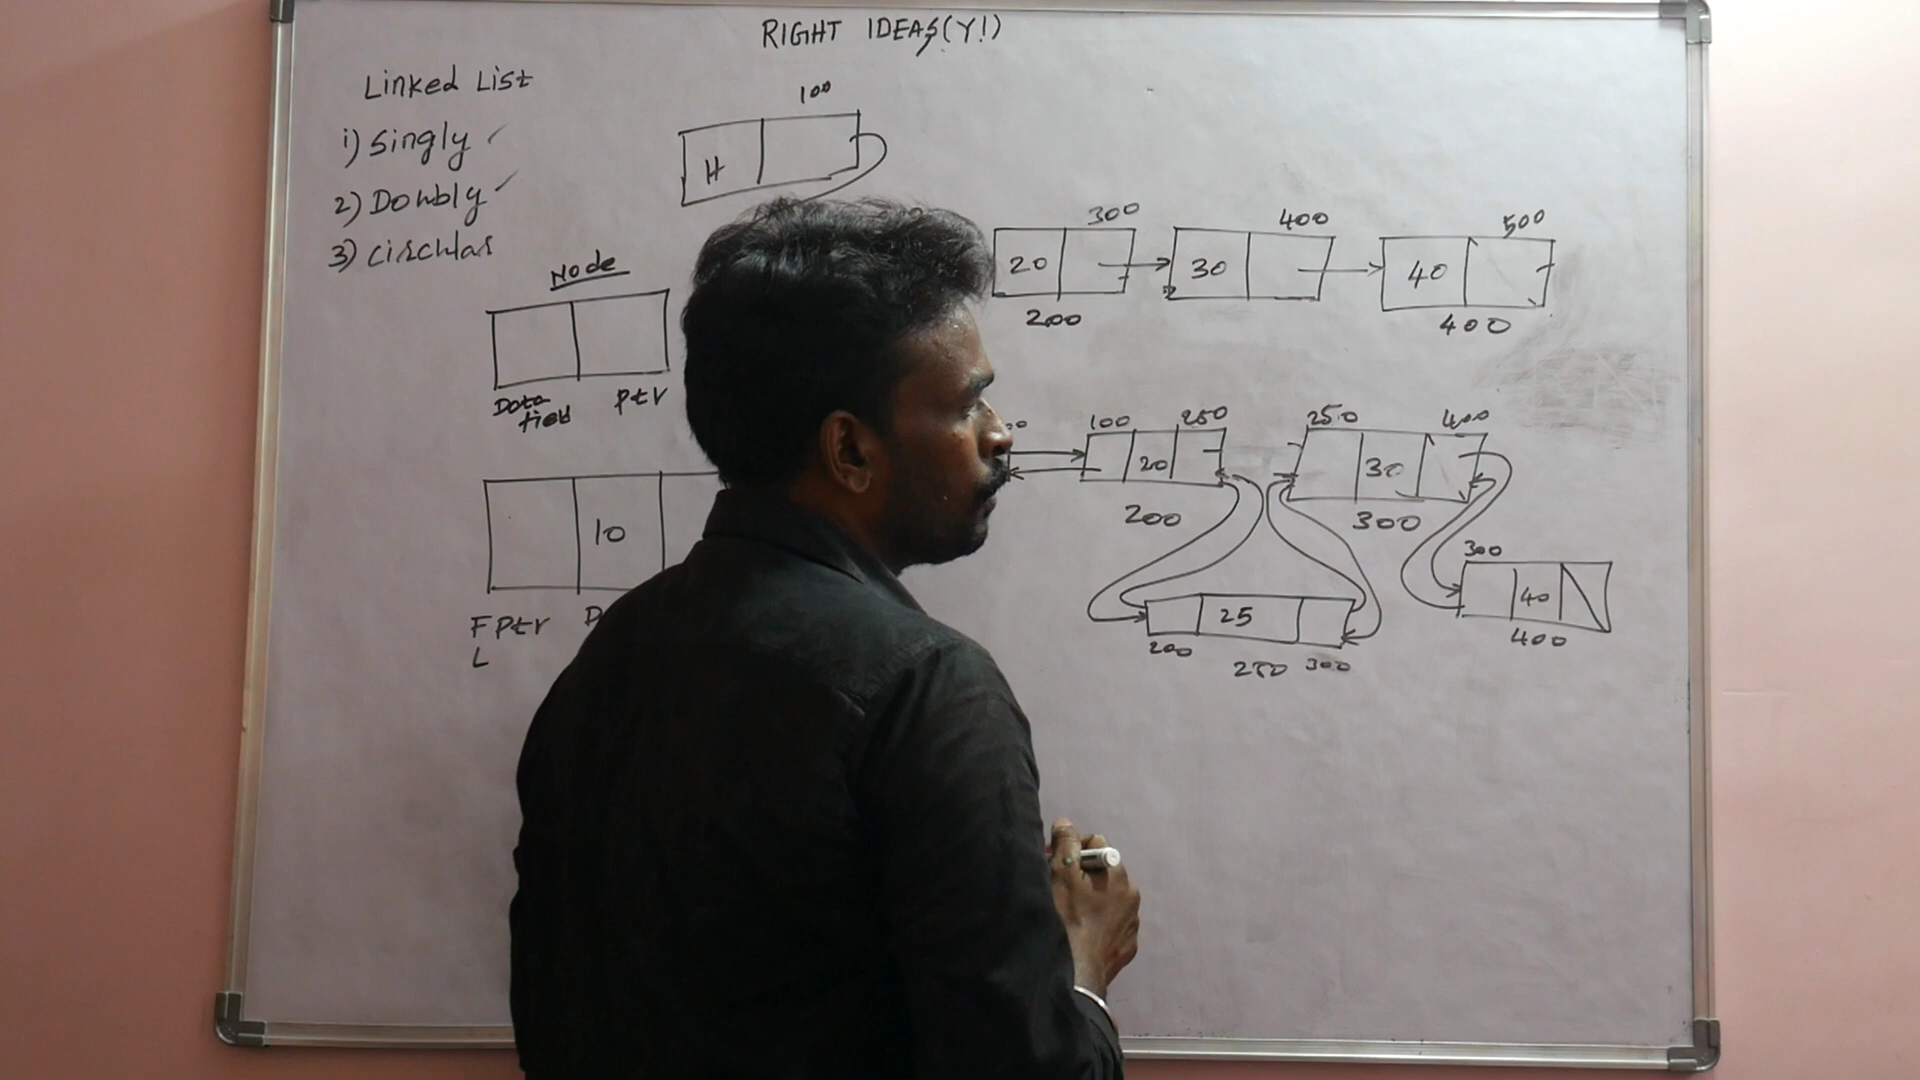 RIGHT IDEAS(Y!)
Linked List
1) Singly ✓
2) Doubly ✓
3) circular
100
H
Node
Data field
Ptr
300
20
200
400
30
500
40
400
10
F Ptr
L
100 250
20
200
250 400
30
300
25
200 250 300
300
40
400